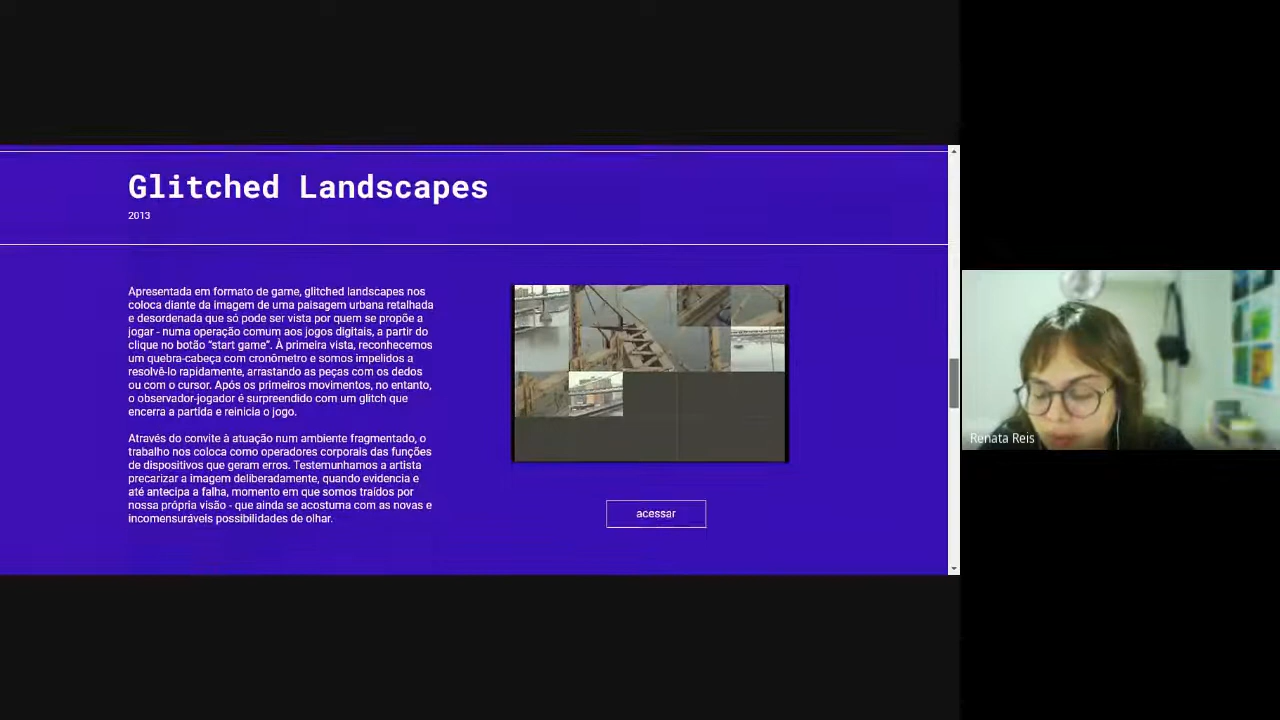 Glitched Landscapes
2013
Apresentada em formato de game, glitched landscapes nos
coloca diante da imagem de uma paisagem urbana retalhada
e desordenada que só pode ser vista por quem se propõe a
jogar - numa operação comum aos jogos digitais, a partir do
clique no botão “start game”. À primeira vista, reconhecemos
um quebra-cabeça com cronômetro e somos impelidos a
resolvê-lo rapidamente, arrastando as peças com os dedos
ou com o cursor. Após os primeiros movimentos, no entanto,
o observador-jogador é surpreendido com um glitch que
encerra a partida e reinicia o jogo.
Através do convite à atuação num ambiente fragmentado, o
trabalho nos coloca como operadores corporais das funções
de dispositivos que geram erros. Testemunhamos a artista
precarizar a imagem deliberadamente, quando evidencia e
até antecipa a falha, momento em que somos traídos por
nossa própria visão - que ainda se acostuma com as novas e
incomensuráveis possibilidades de olhar.
acessar
Renata Reis